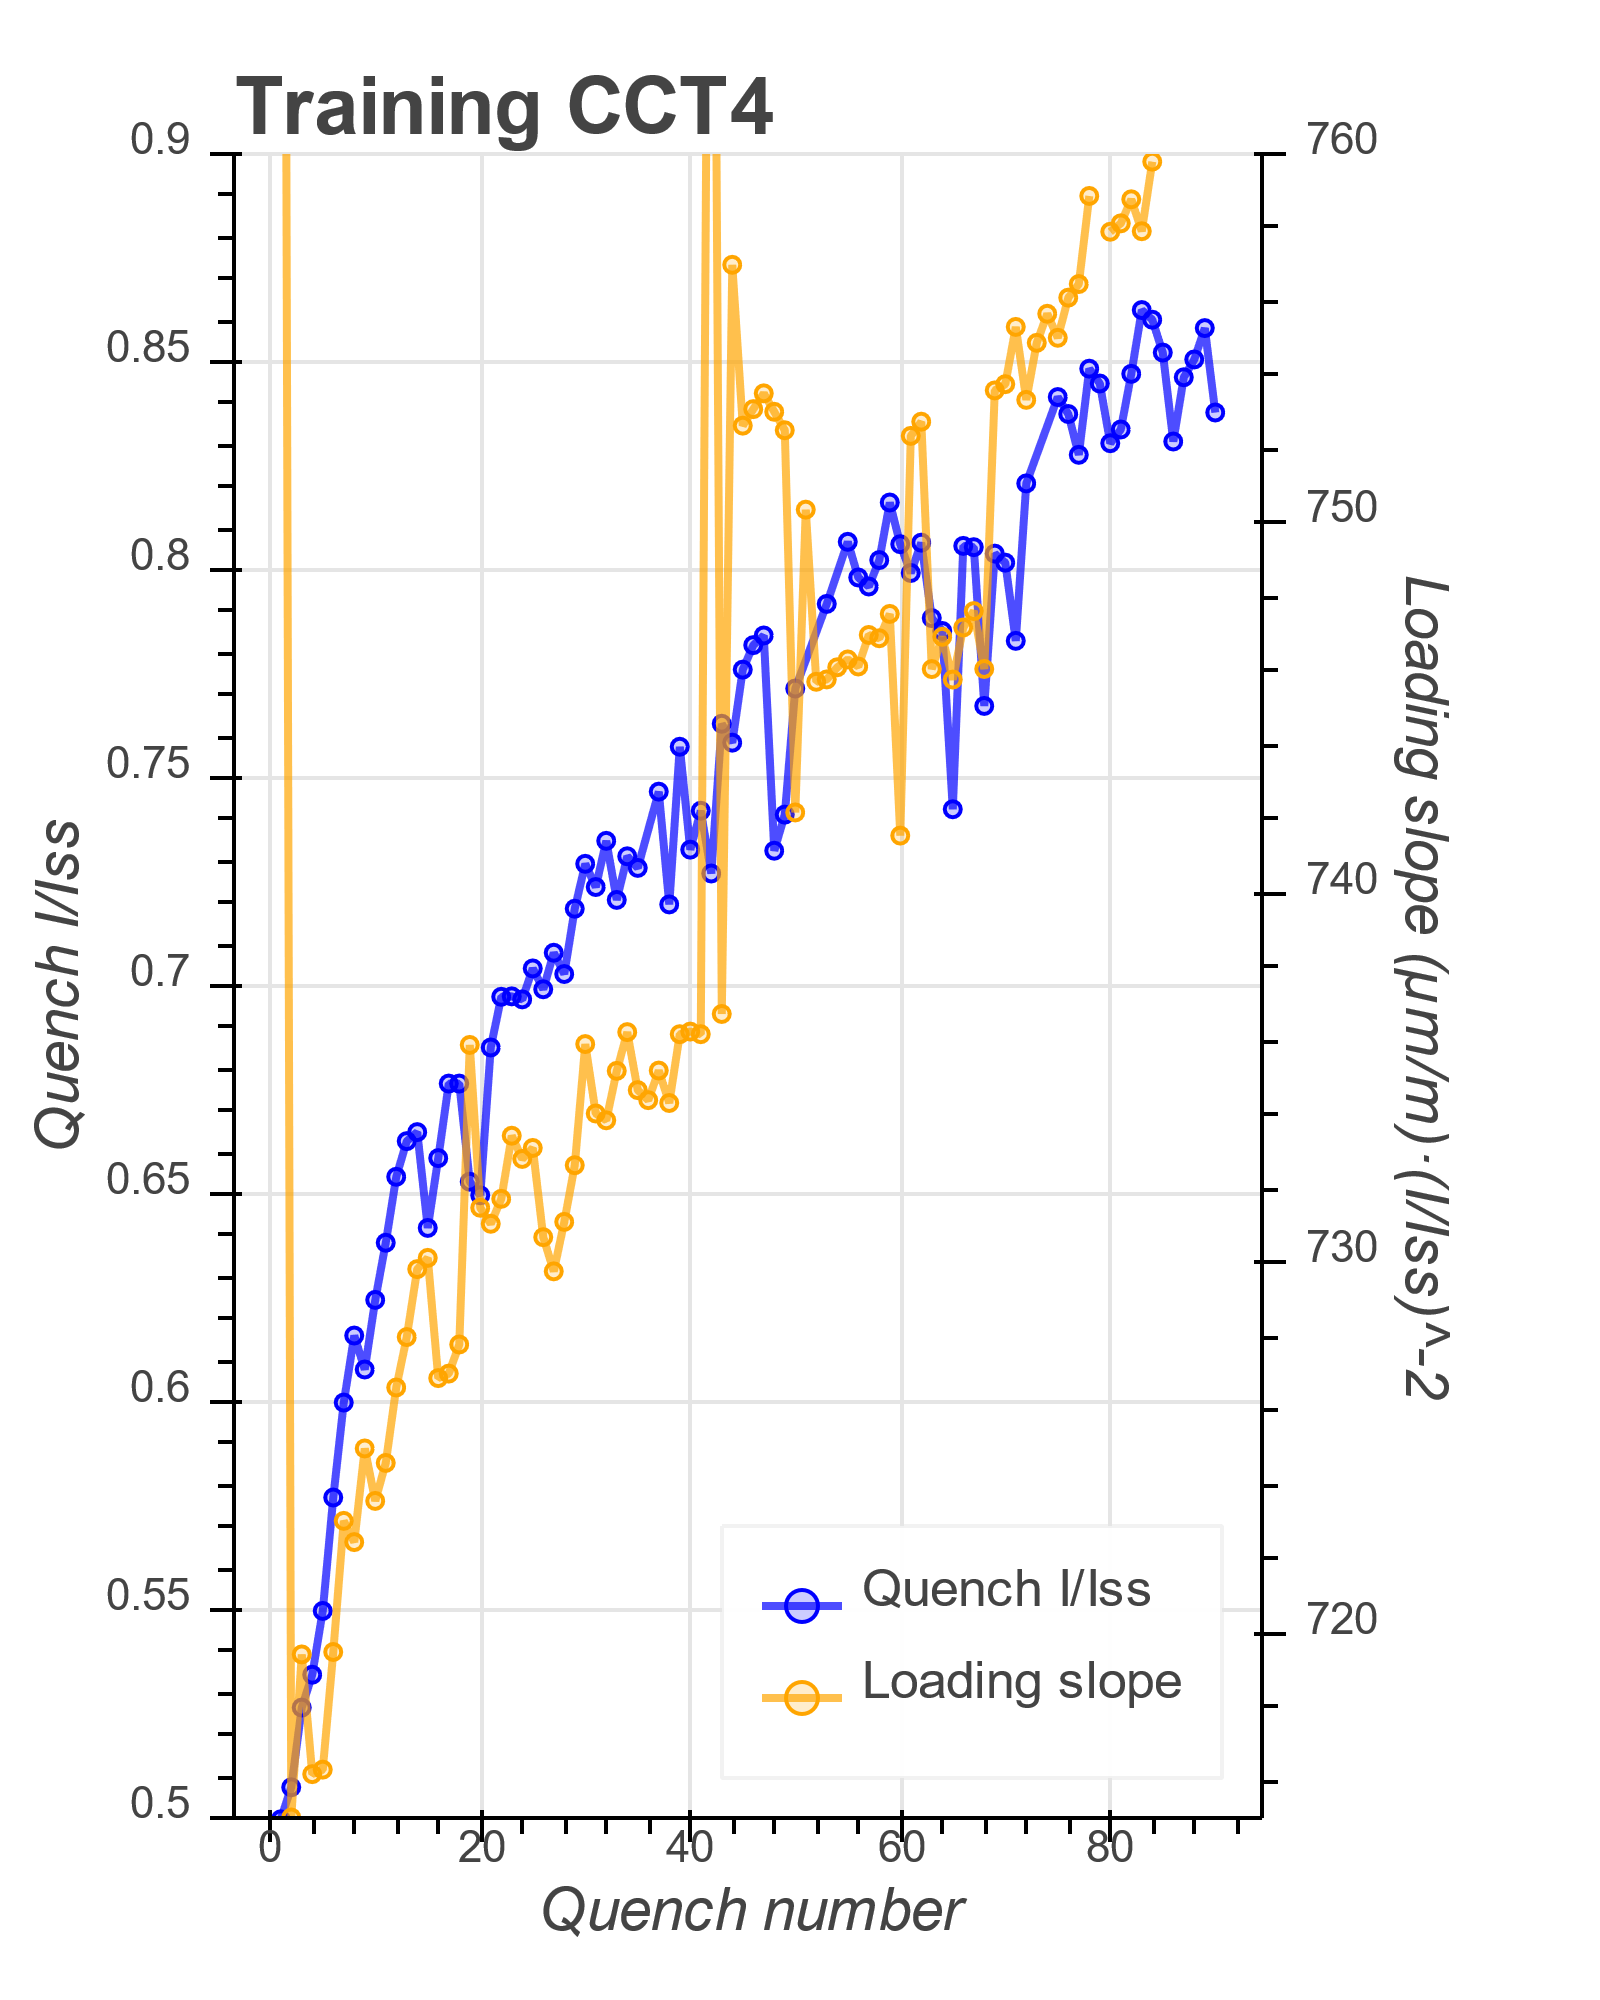 Training CCT4
0.9
0.85
0.8
0.75
0.7
0.65
0.6
0.55
0.5
Quench I/Iss
760
750
740
730
720
Loading slope (μm/m)·(I/Iss)^-2
Quench I/Iss
Loading slope
0 20 40 60 80
Quench number